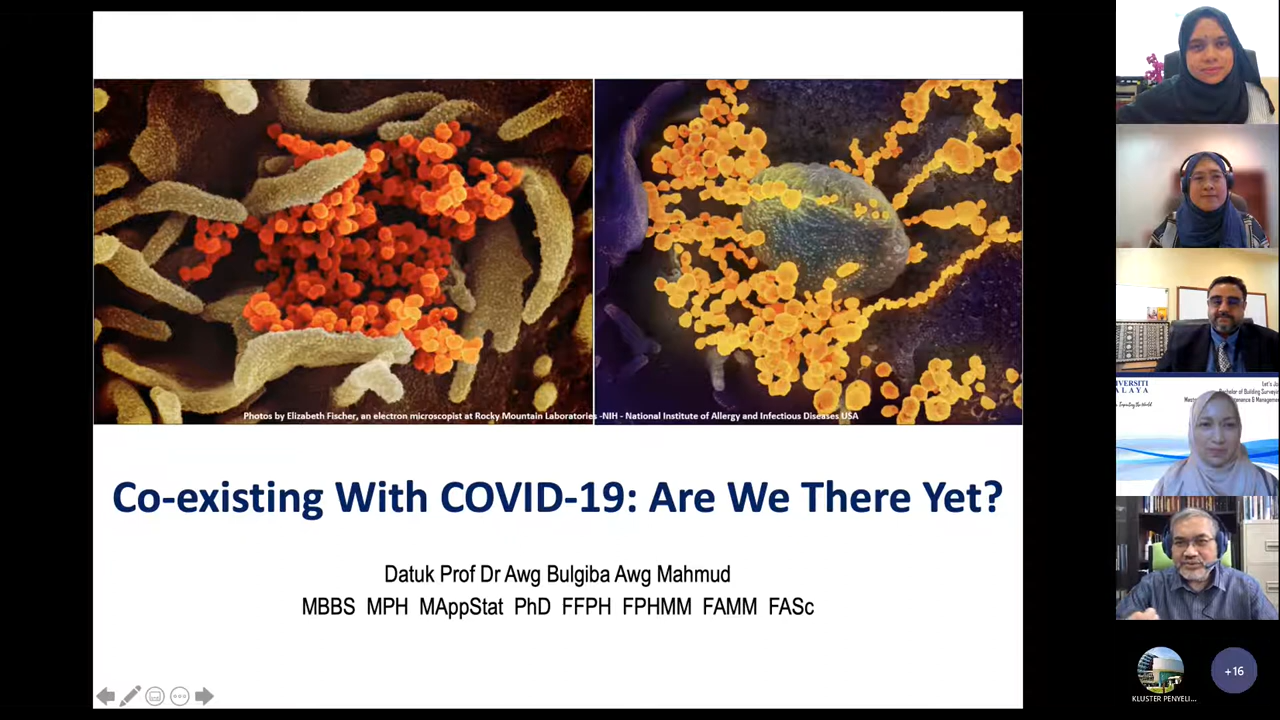 Photos by Elizabeth Fischer, an electron microscopist at Rocky Mountain Laboratories -NIH - National Institute of Allergy and Infectious Diseases USA
Co-existing With COVID-19: Are We There Yet?
Datuk Prof Dr Awg Bulgiba Awg Mahmud
MBBS MPH MAppStat PhD FFPH FPHMM FAMM FASc
KLUSTER PENYELI...
+16